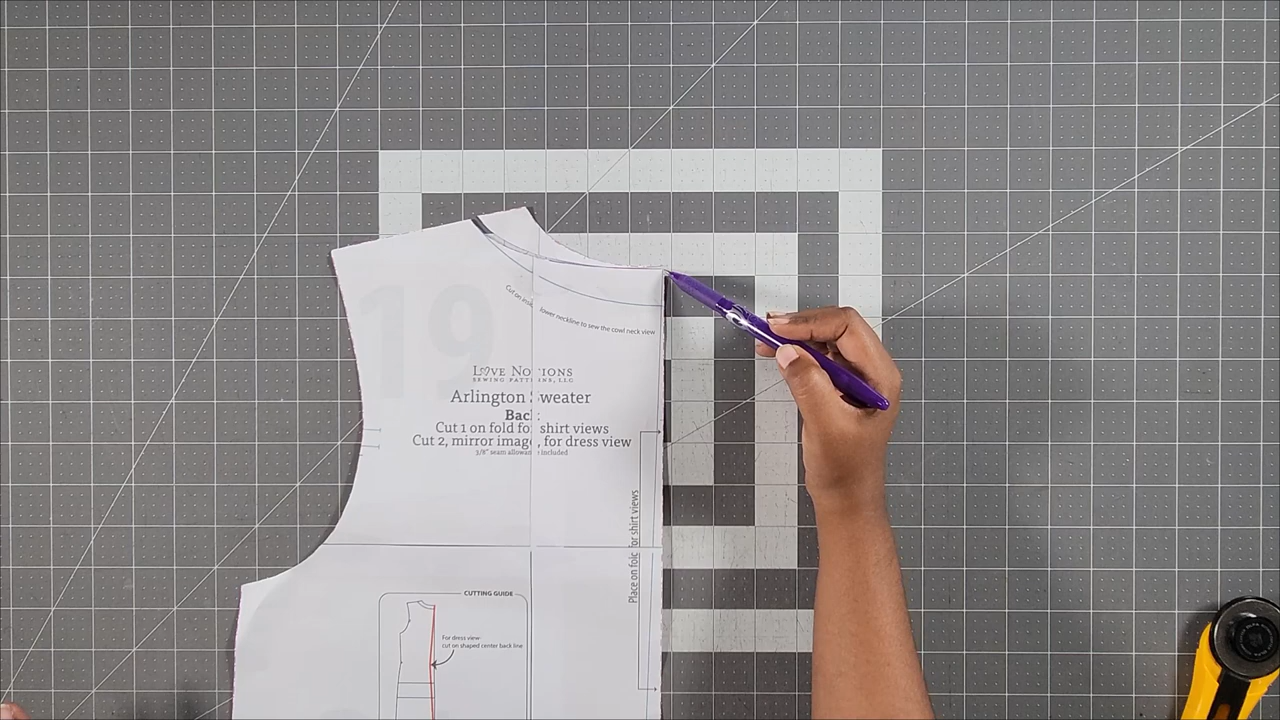 19
Cut on
lower neckline to sew the cowl neck view
LOVE NOTIONS
SEWING PATTERNS, LLC
Arlington Sweater
Back
Cut 1 on fold for shirt views
Cut 2, mirror image, for dress view
3/8" seam allowance included
Place on fold for shirt views
CUTTING GUIDE
For dress view-
cut on shaped center back line